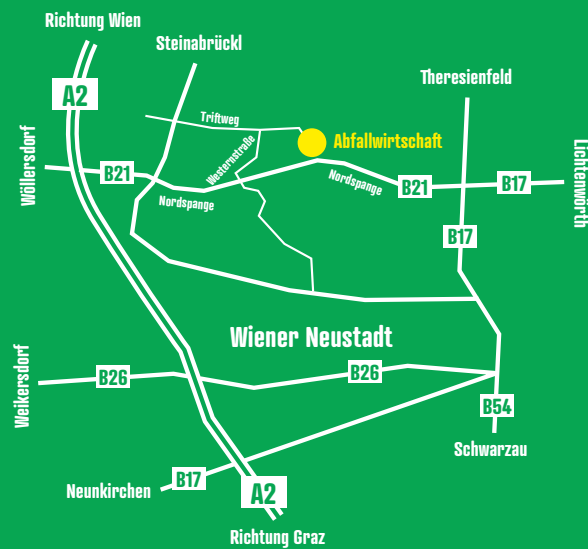 Richtung Wien
Steinabrückl
A2
Theresienfeld
Triftweg
Abfallwirtschaft
Westernstraße
Wöllersdorf
B21
Nordspange
Nordspange
B21
B17
Lichtenwörth
B17
Wiener Neustadt
Weikersdorf
B26
B26
B54
Schwarzau
Neunkirchen
B17
A2
Richtung Graz